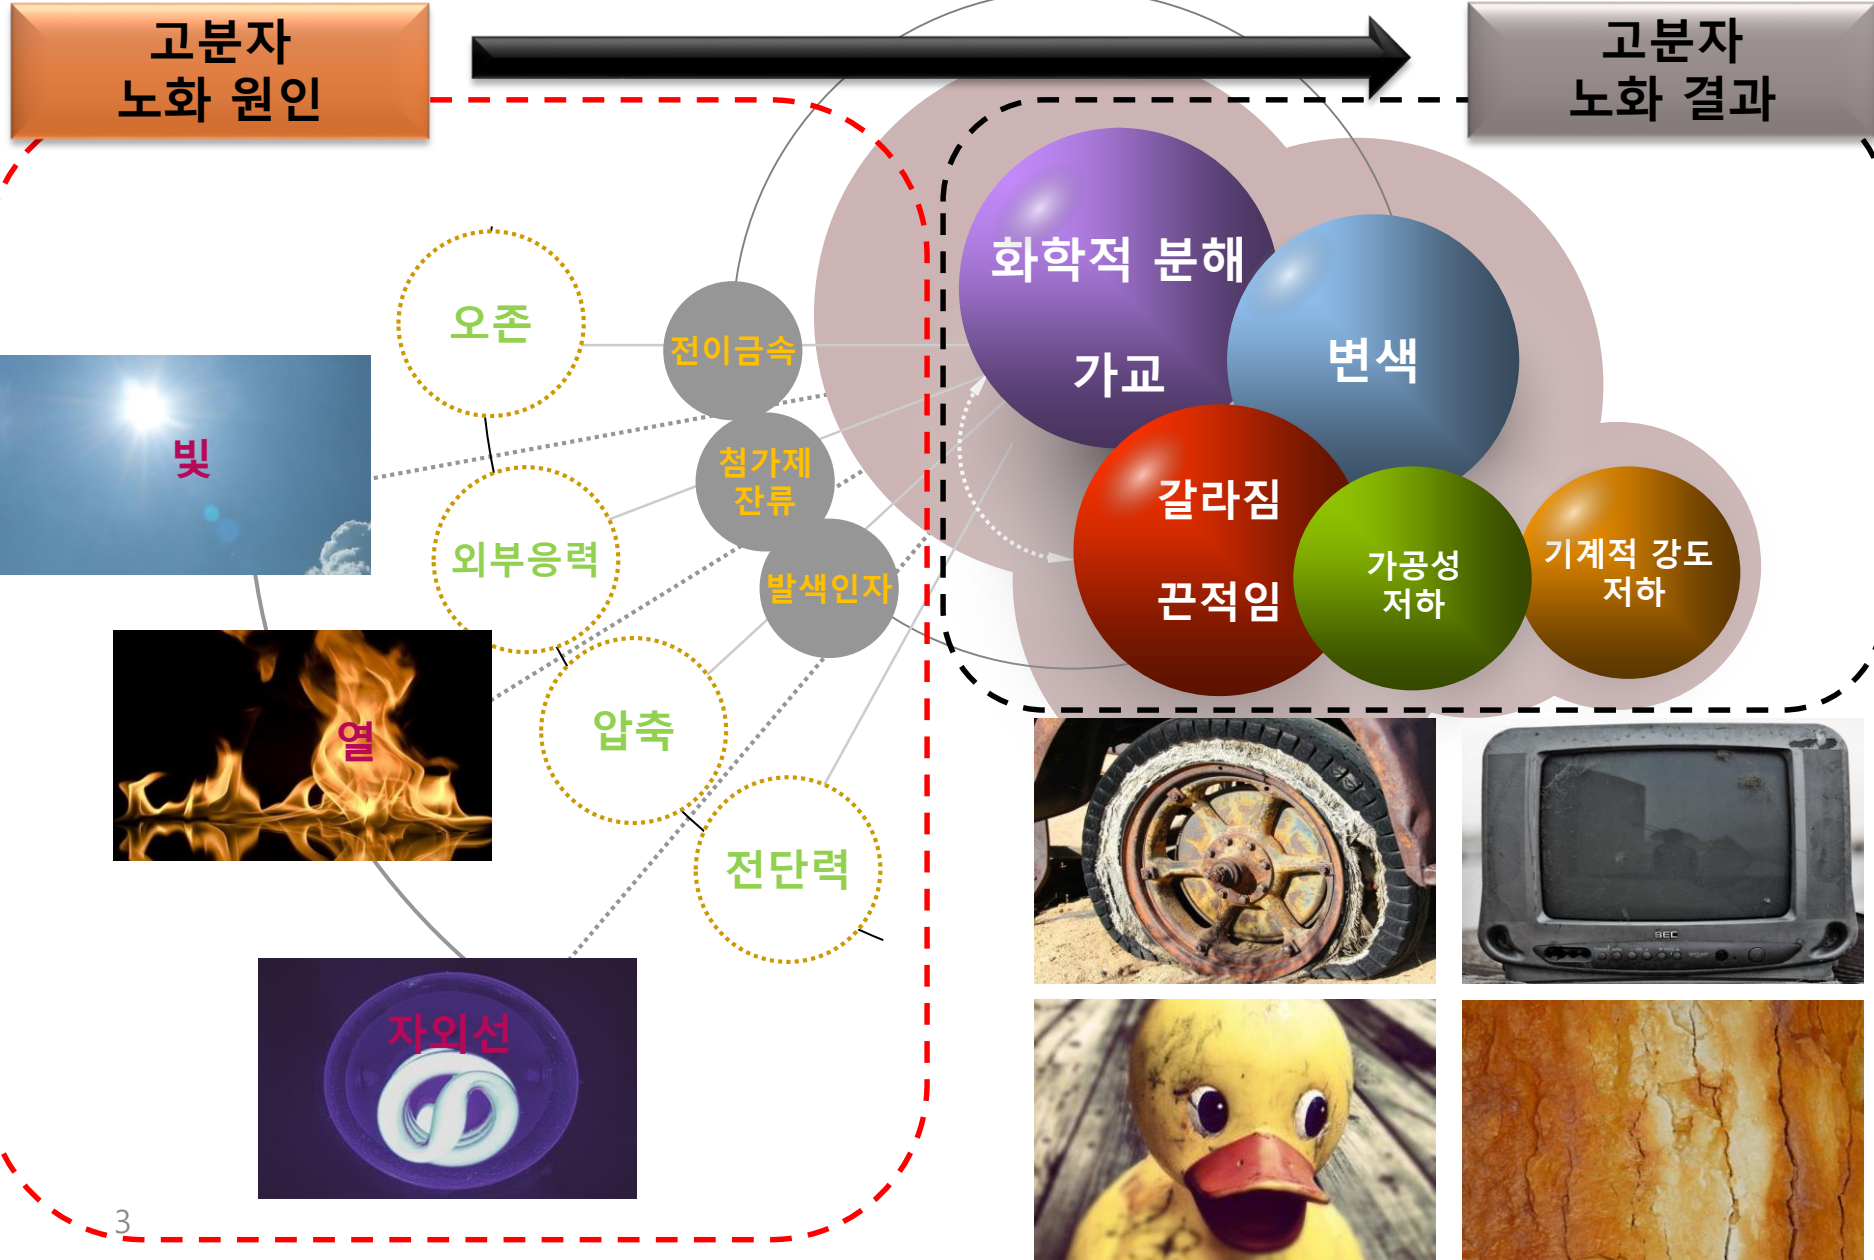 고분자
노화 원인
고분자
노화 결과
오존
전이금속
빛
첨가제
잔류
외부응력
발색인자
열
압축
전단력
자외선
화학적 분해
가교
변색
갈라짐
끈적임
가공성
저하
기계적 강도
저하
SEC
3